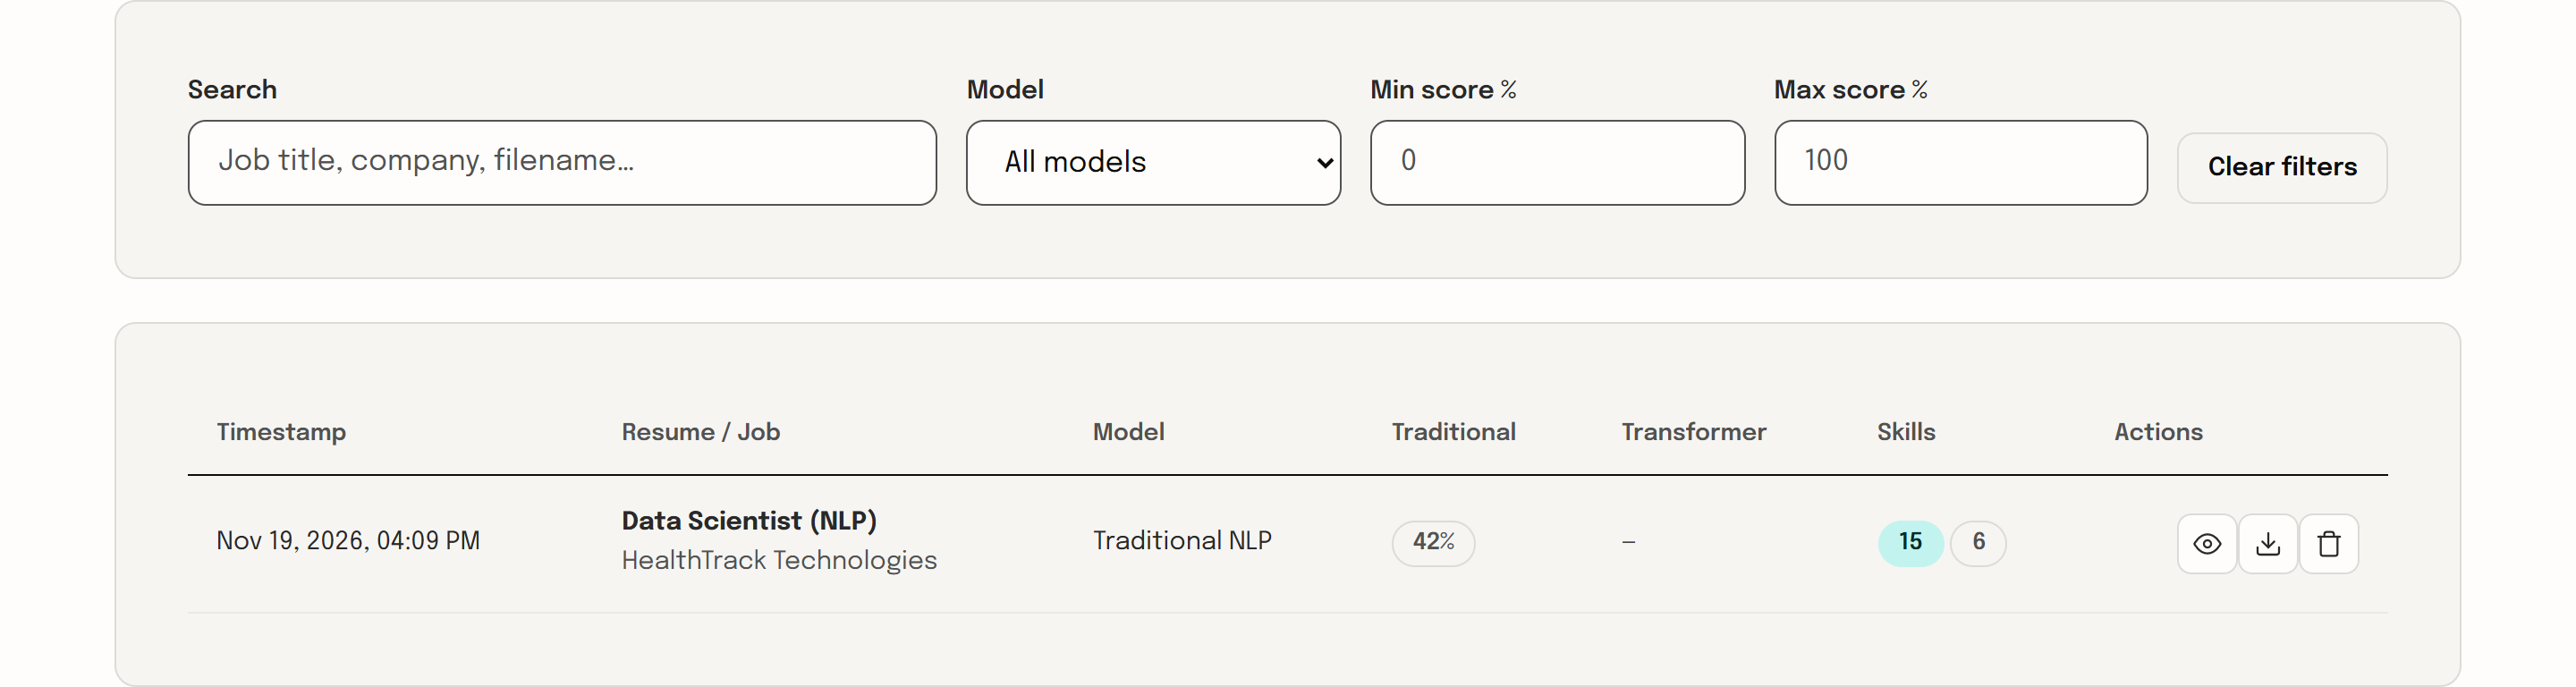 Search Model Min score % Max score %
Job title, company, filename... All models 0 100 Clear filters
Timestamp Resume / Job Model Traditional Transformer Skills Actions
Data Scientist (NLP)
Nov 19, 2026, 04:09 PM Traditional NLP 42% – 15 6
HealthTrack Technologies